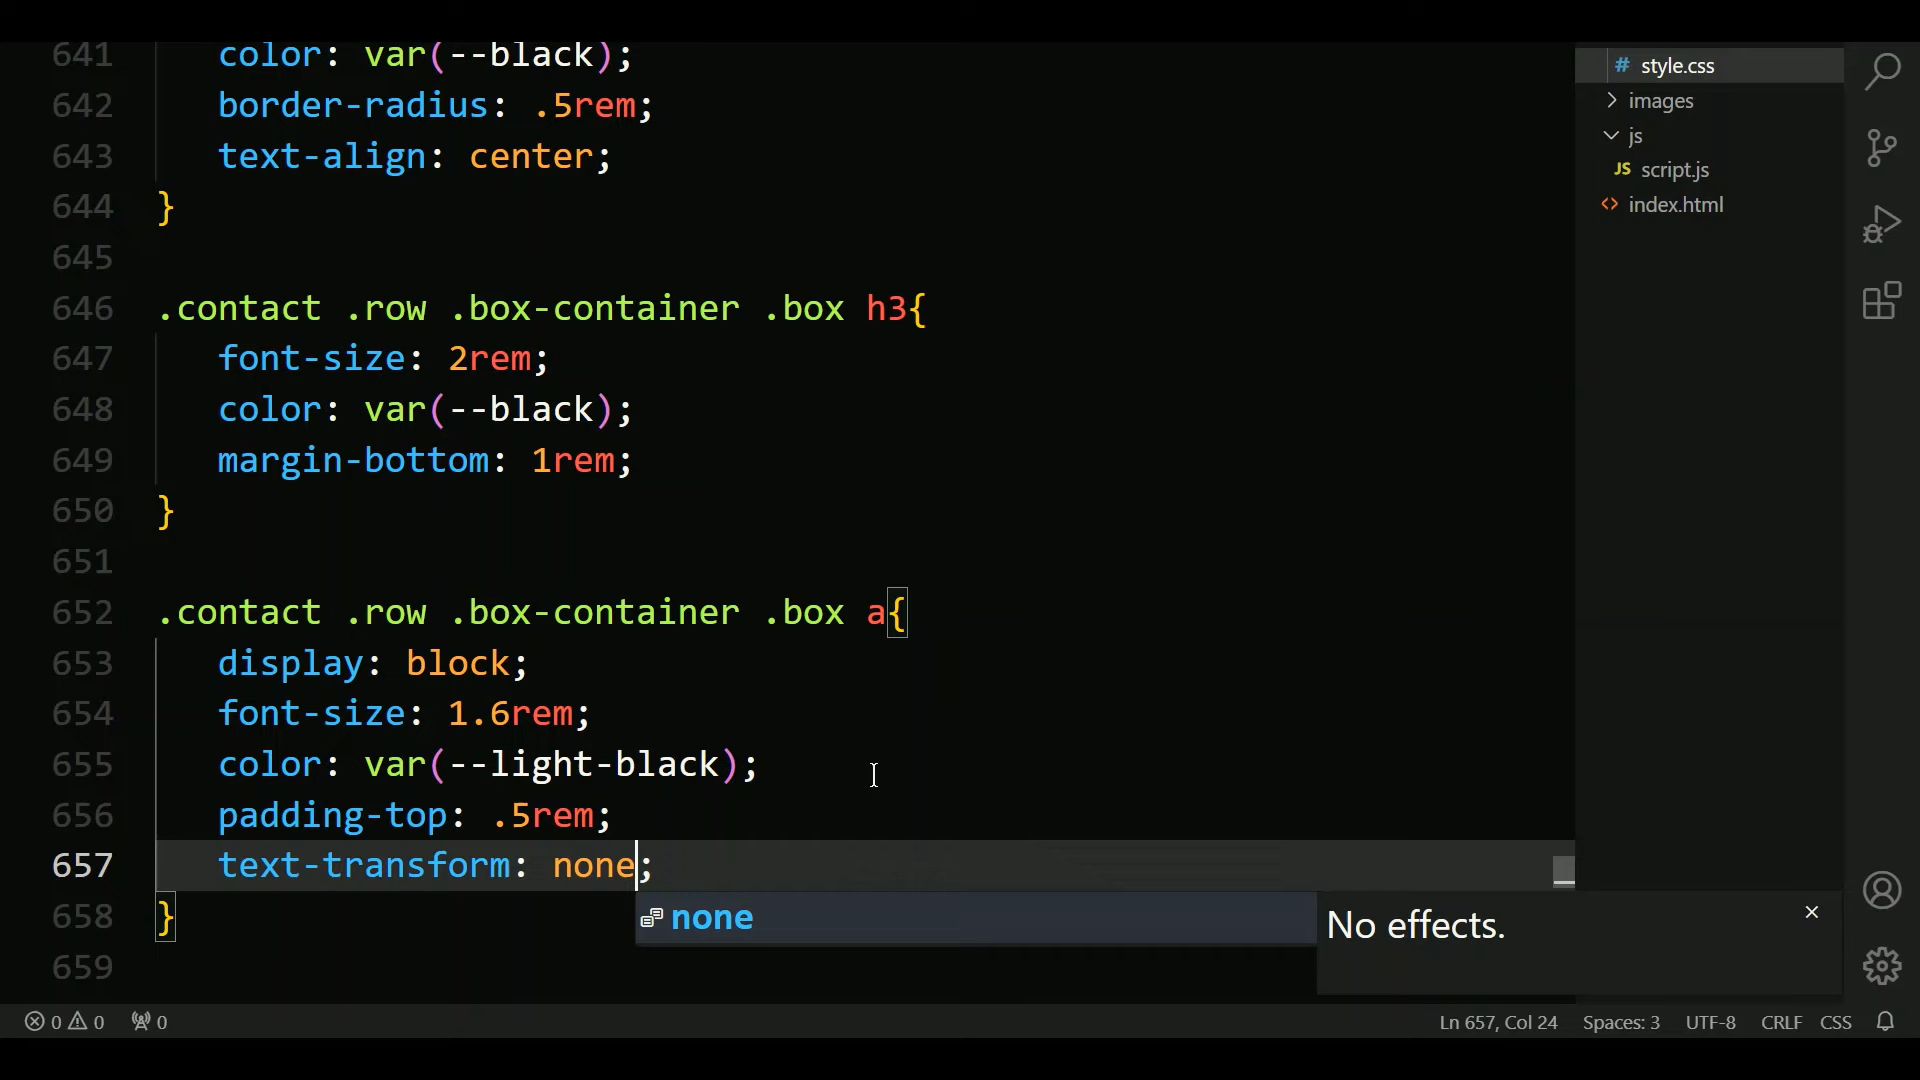 641 color: var(--black);
642 border-radius: .5rem;
643 text-align: center;
644 }
645
646 .contact .row .box-container .box h3{
647 font-size: 2rem;
648 color: var(--black);
649 margin-bottom: 1rem;
650 }
651
652 .contact .row .box-container .box a{
653 display: block;
654 font-size: 1.6rem;
655 color: var(--light-black);
656 padding-top: .5rem;
657 text-transform: none;
658 }
none
No effects.
659
# style.css
images
js
JS script.js
<> index.html
0 0 0
Ln 657, Col 24 Spaces: 3 UTF-8 CRLF CSS